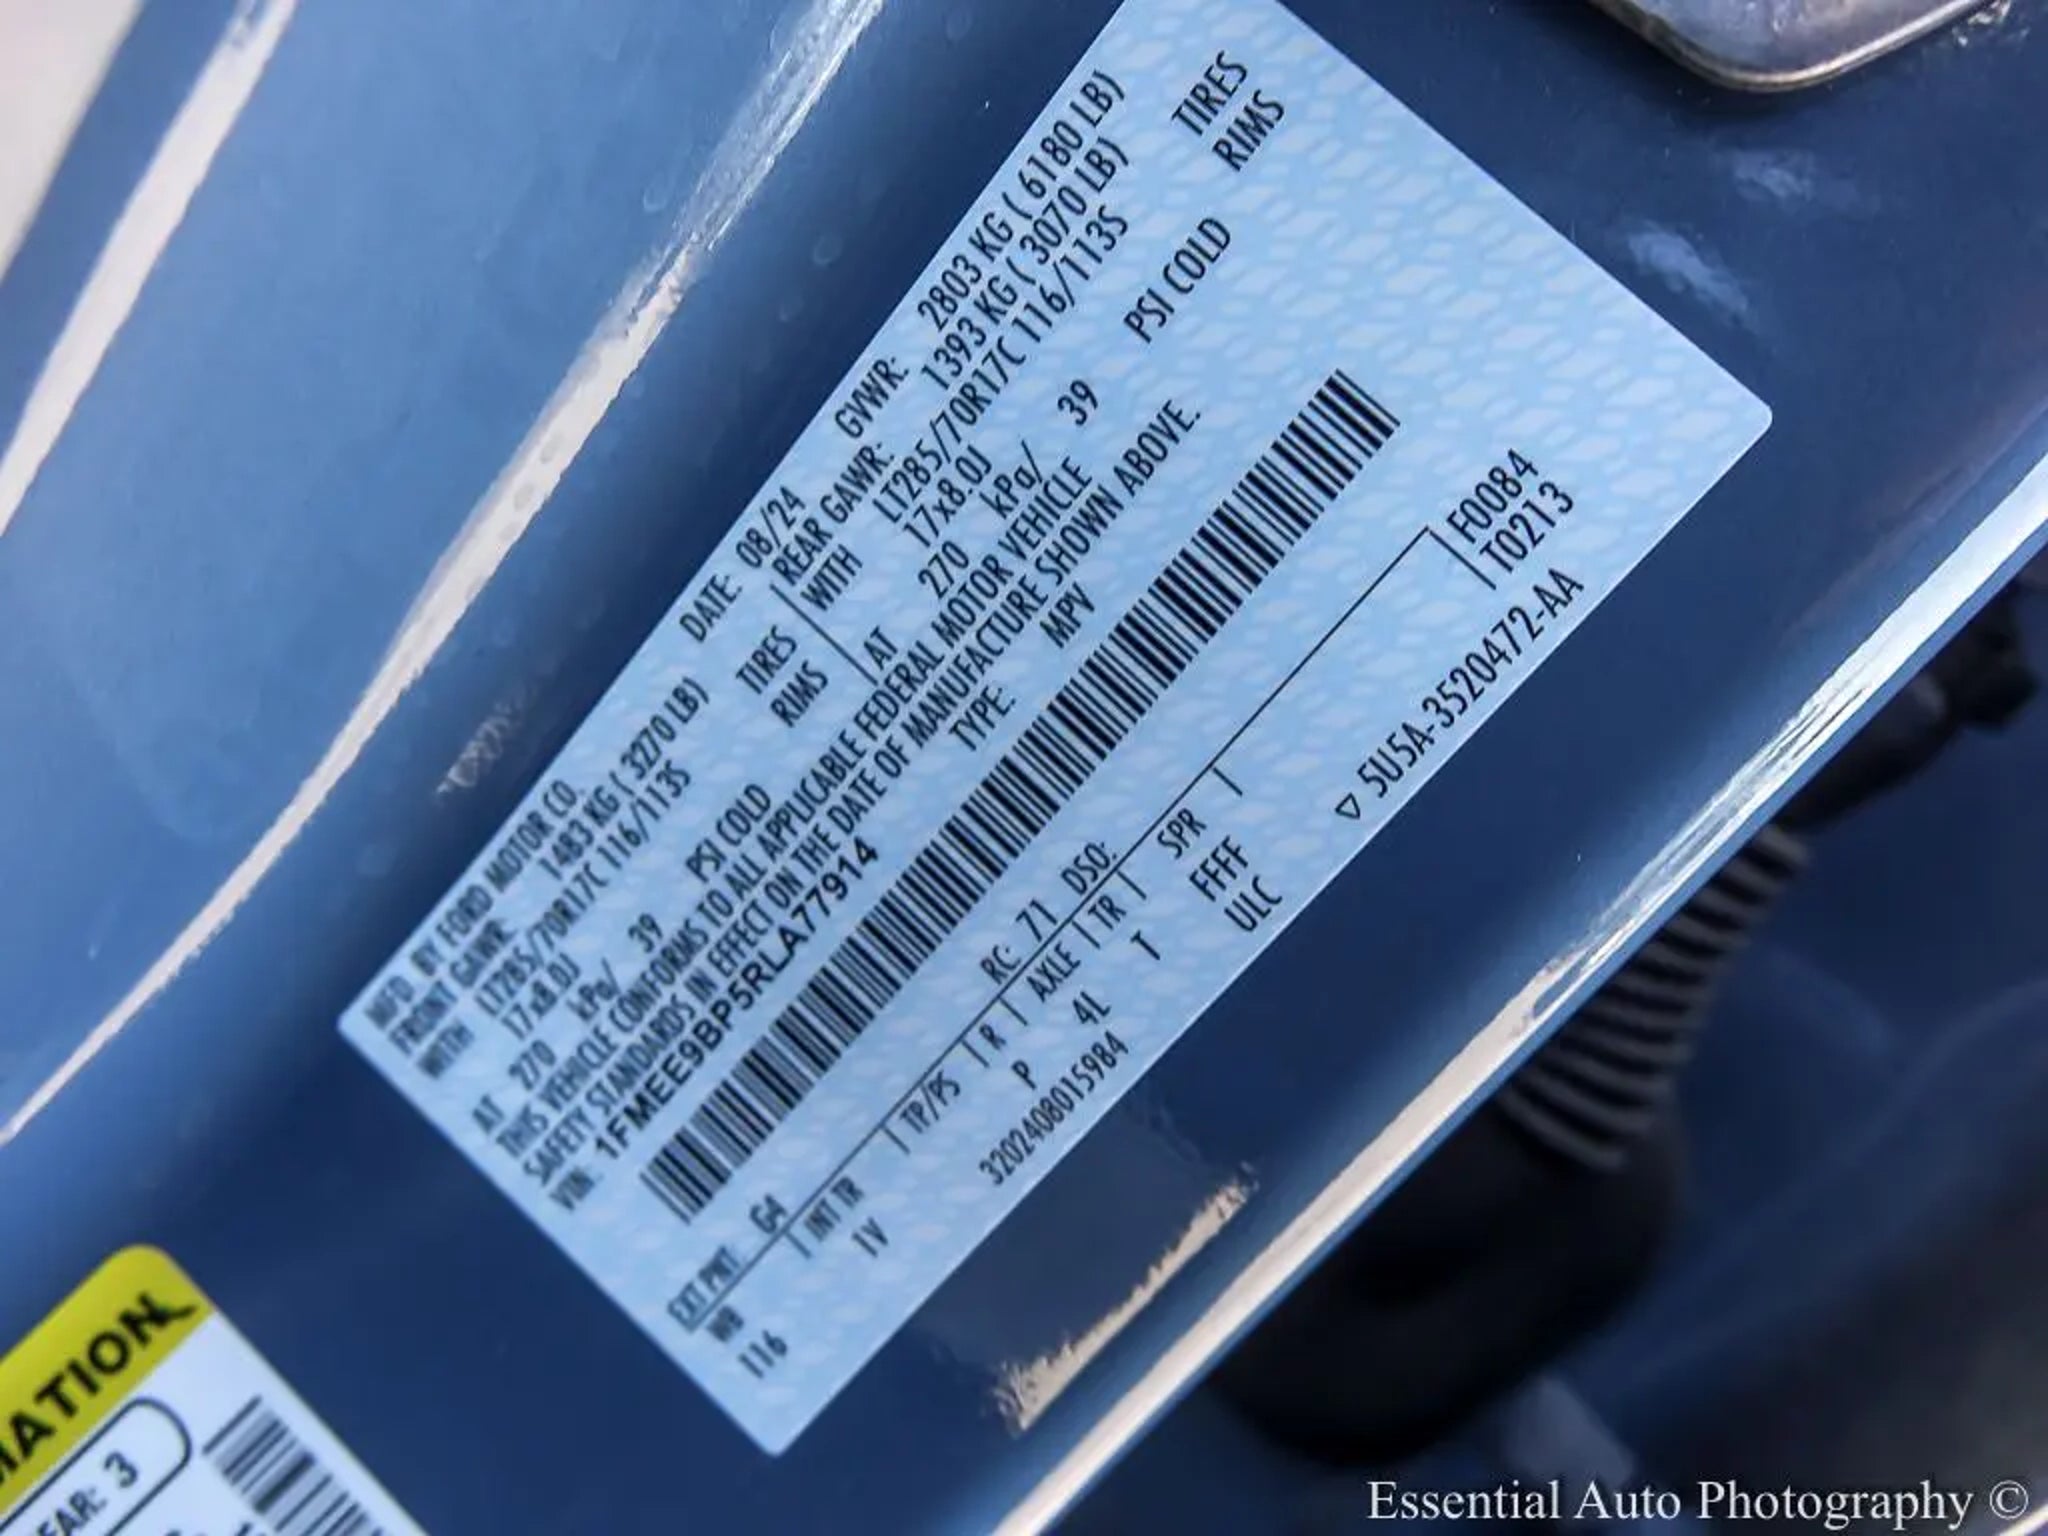 MFD. BY FORD MOTOR CO.
DATE: 08/24 GVWR: 2803 KG ( 6180 LB)
FRONT GAWR: 1483 KG ( 3270 LB)
REAR GAWR: 1393 KG ( 3070 LB)
WITH LT285/70R17C 116/113S TIRES
WITH LT285/70R17C 116/113S TIRES
17x8.0J RIMS
17x8.0J RIMS
AT 270 kPa/ 39 PSI COLD
AT 270 kPa/ 39 PSI COLD
THIS VEHICLE CONFORMS TO ALL APPLICABLE FEDERAL MOTOR VEHICLE
SAFETY STANDARDS IN EFFECT ON THE DATE OF MANUFACTURE SHOWN ABOVE.
VIN: 1FMEE9BP5RLA77914 TYPE: MPV
EXT PNT: G4 RC: 71 DSO: F0084
WB | INT TR | TP/PS | R | AXLE | TR | SPR | T0213
116 1V P 4L T FFFF
ULC
3202408015984 ▽ 5U5A-3520472-AA
MATION
EAR: 3
Essential Auto Photography ©